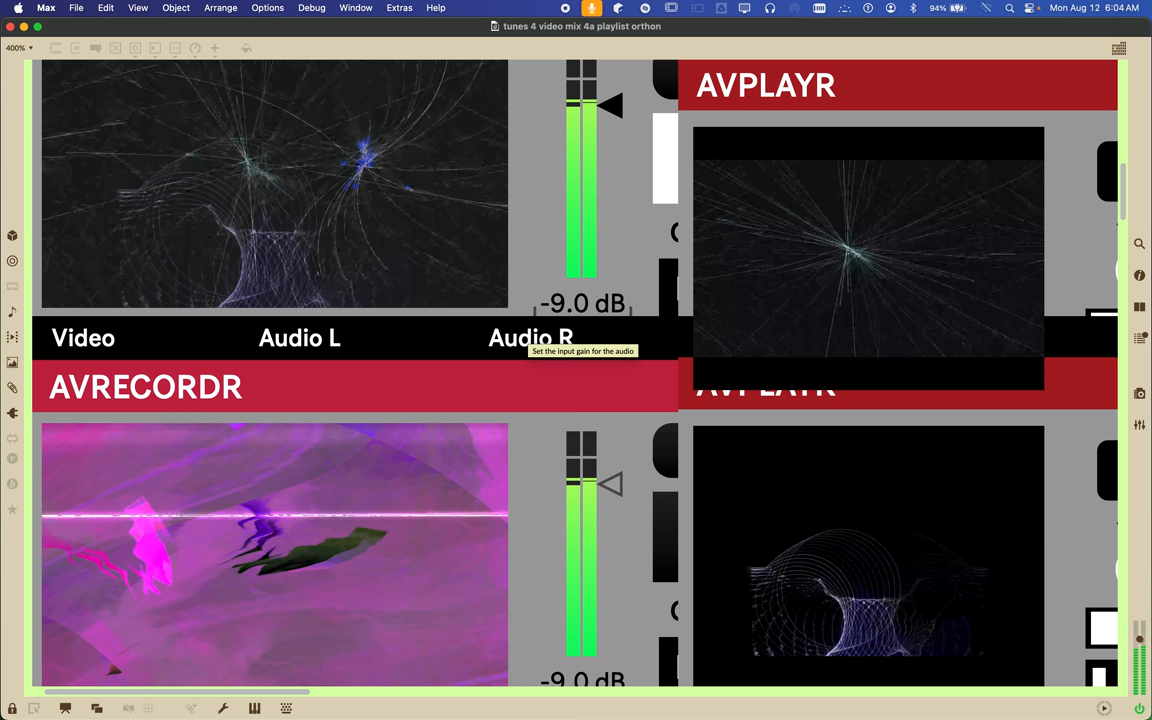 Max File Edit View Object Arrange Options Debug Window Extras Help 94% Mon Aug 12 6:04 AM
tunes 4 video mix 4a playlist orthon
400%
AVPLAYR
-9.0 dB
Video Audio L Audio R
Set the input gain for the audio
AVRECORDR
AVPLAYR
-9.0 dB